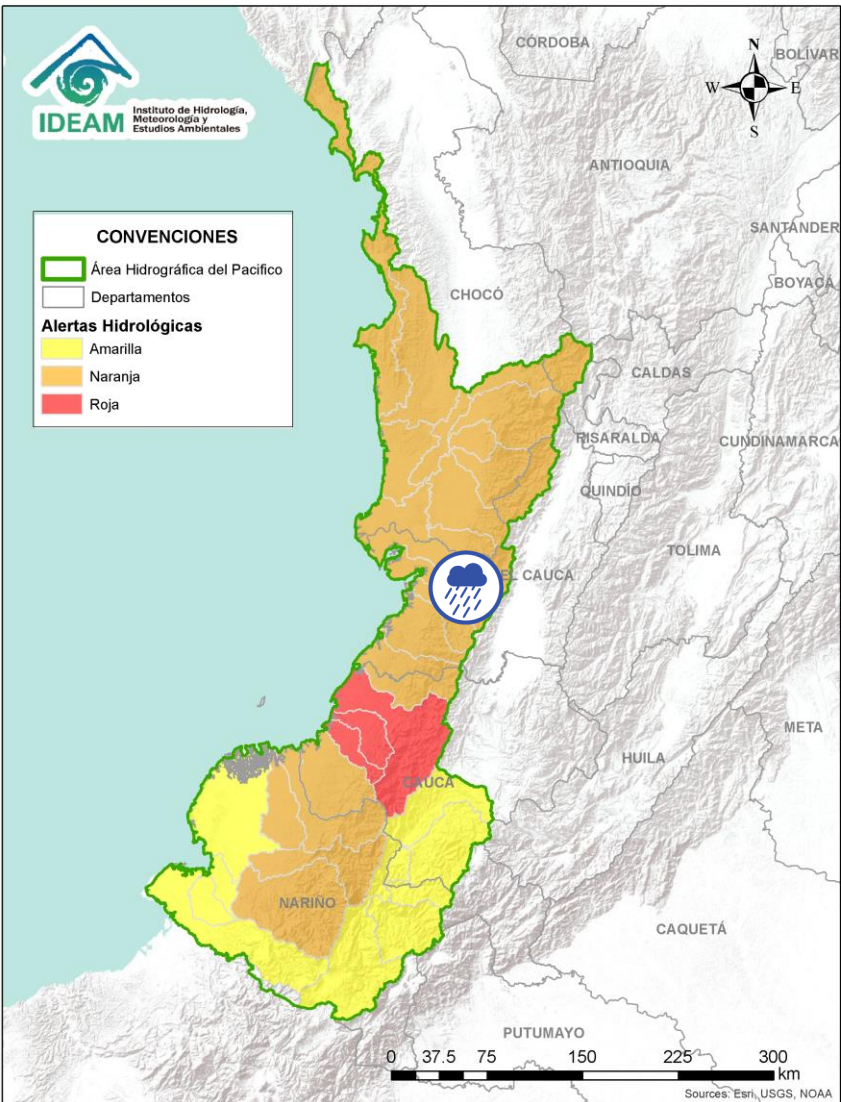 IDEAM
Instituto de Hidrología,
Meteorología y
Estudios Ambientales
N
W
E
S
CONVENCIONES
Área Hidrográfica del Pacifico
Departamentos
Alertas Hidrológicas
Amarilla
Naranja
Roja
CÓRDOBA
BOLIVAR
ANTIOQUIA
SANTANDER
BOYACÁ
CHOCÓ
CALDAS
RISARALDA
CUNDINAMARCA
QUINDÍO
TOLIMA
EL CAUCA
META
HUILA
CAUCA
NARIÑO
CAQUETÁ
PUTUMAYO
0 37.5 75 150 225 300
km
Sources: Esri, USGS, NOAA